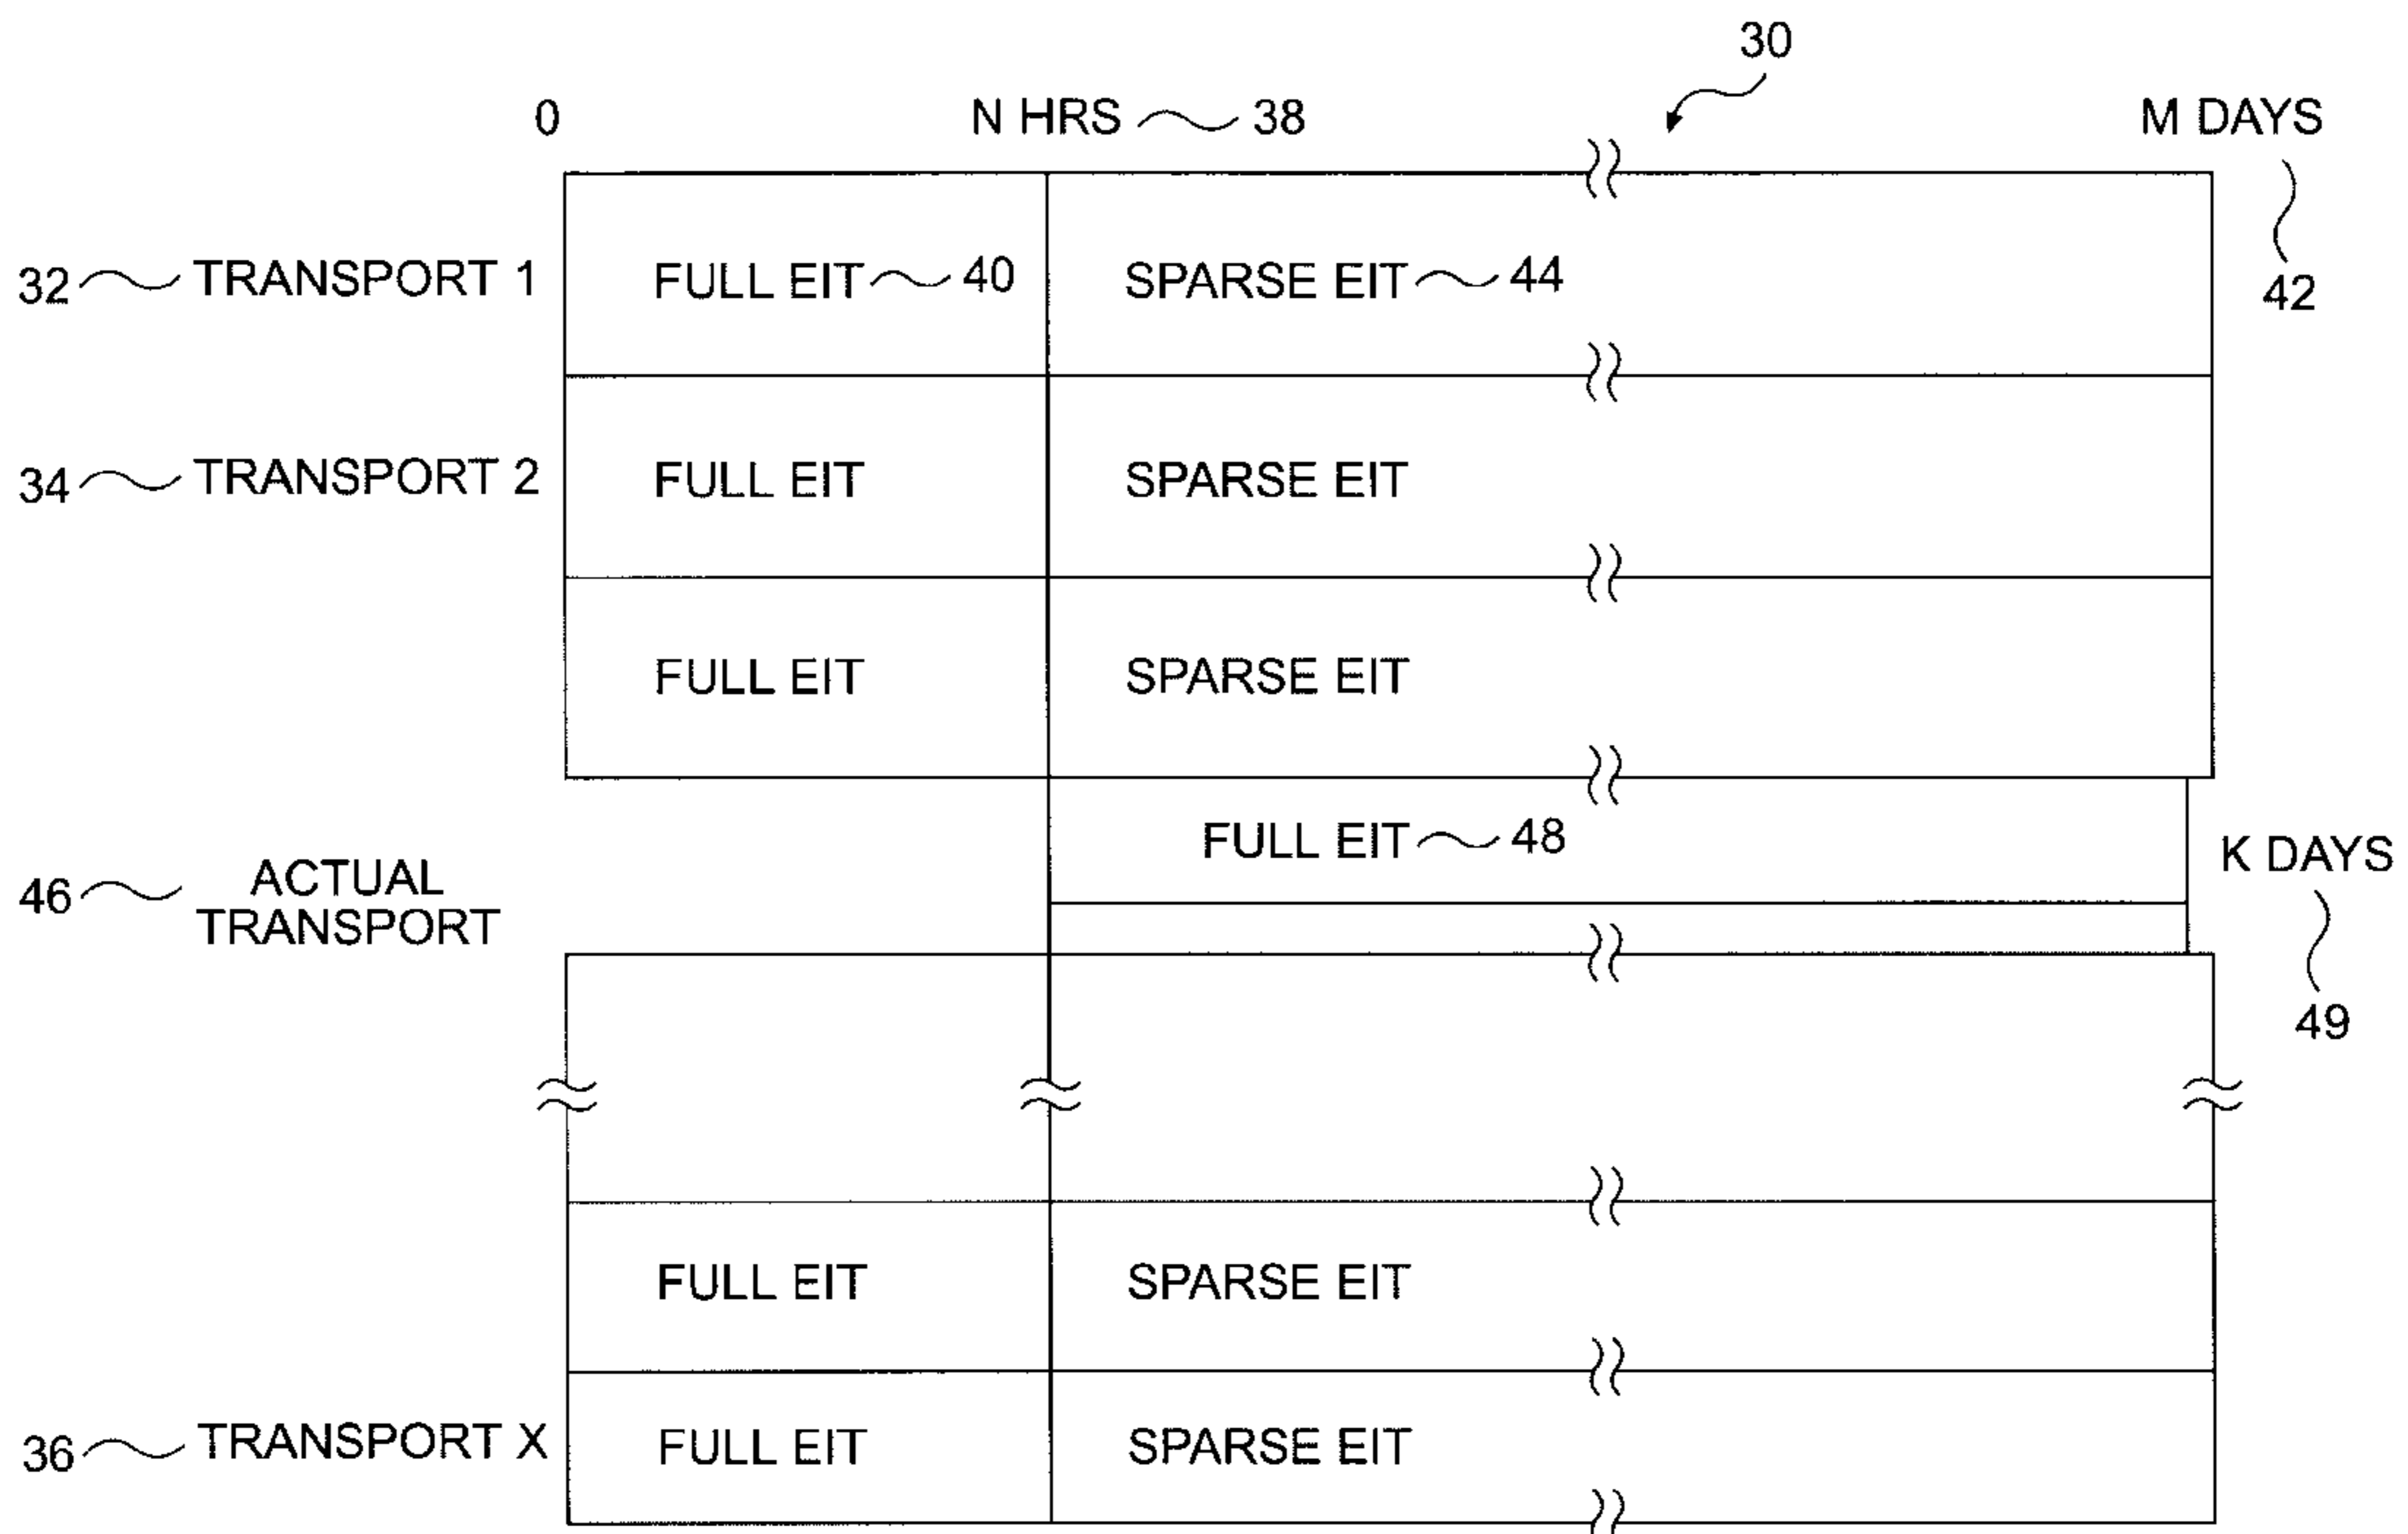 30
0 N HRS 38 M DAYS
32 TRANSPORT 1 FULL EIT 40 SPARSE EIT 44 42
34 TRANSPORT 2 FULL EIT SPARSE EIT
FULL EIT SPARSE EIT
FULL EIT 48 K DAYS
46 ACTUAL
TRANSPORT
49
FULL EIT SPARSE EIT
36 TRANSPORT X FULL EIT SPARSE EIT